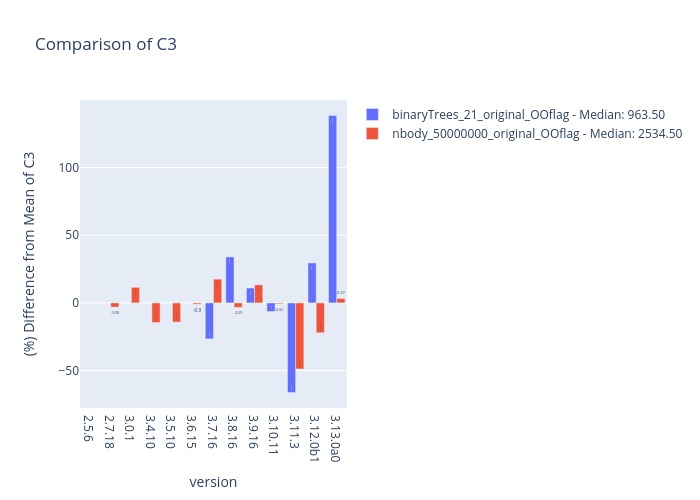 Comparison of C3
binaryTrees_21_original_OOflag - Median: 963.50
nbody_50000000_original_OOflag - Median: 2534.50
(%) Difference from Mean of C3
100
50
0
−50
2.5.6
2.7.18
3.0.1
3.4.10
3.5.10
3.6.15
3.7.16
3.8.16
3.9.16
3.10.11
3.11.3
3.12.0b1
3.13.0a0
version